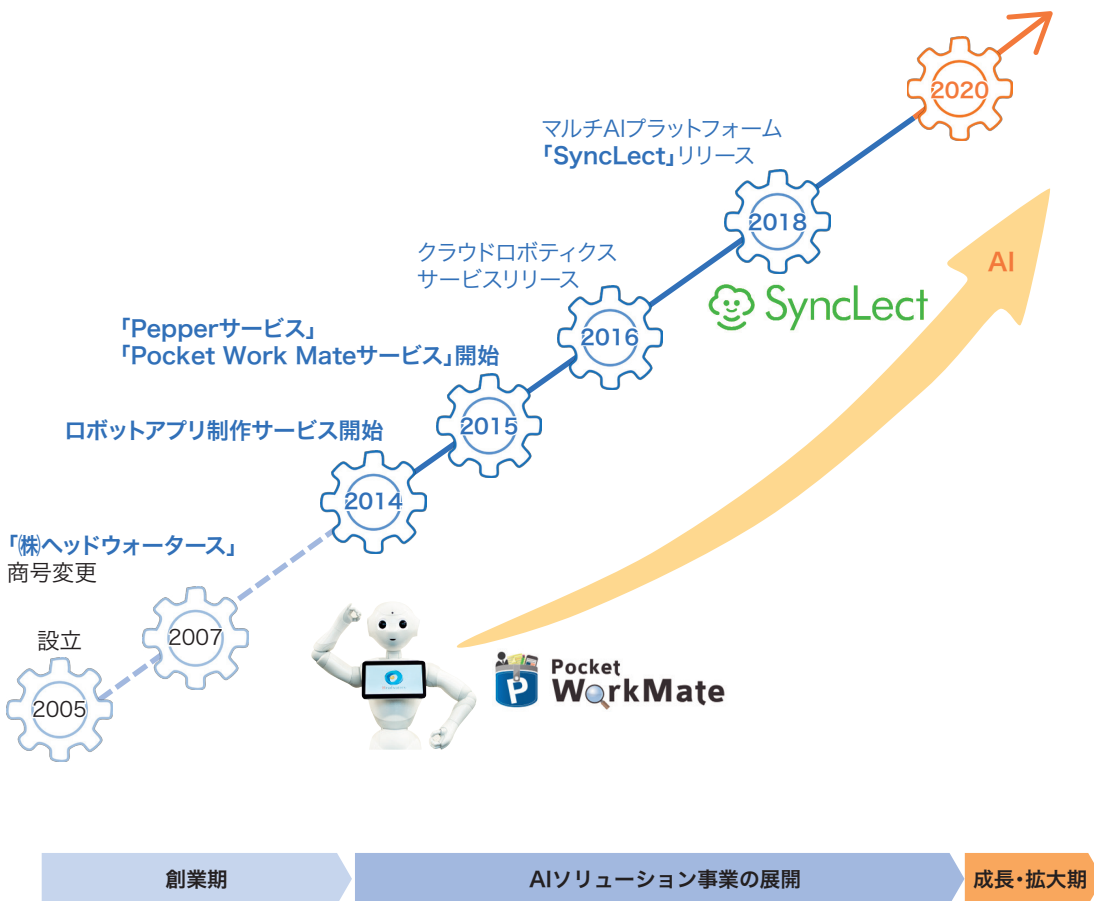 2020
マルチAIプラットフォーム
「SyncLect」リリース
2018
AI
クラウドロボティクス
サービスリリース
SyncLect
2016
「Pepperサービス」
「Pocket Work Mateサービス」開始
2015
ロボットアプリ制作サービス開始
2014
「㈱ヘッドウォータース」
商号変更
2007
設立
2005
P
Pocket
WorkMate
創業期
AIソリューション事業の展開
成長・拡大期